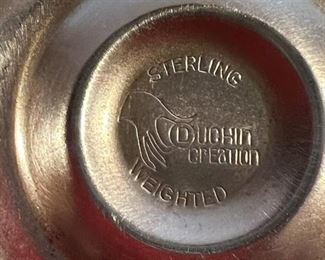 STERLING
DUCHIN
CREATION
WEIGHTED